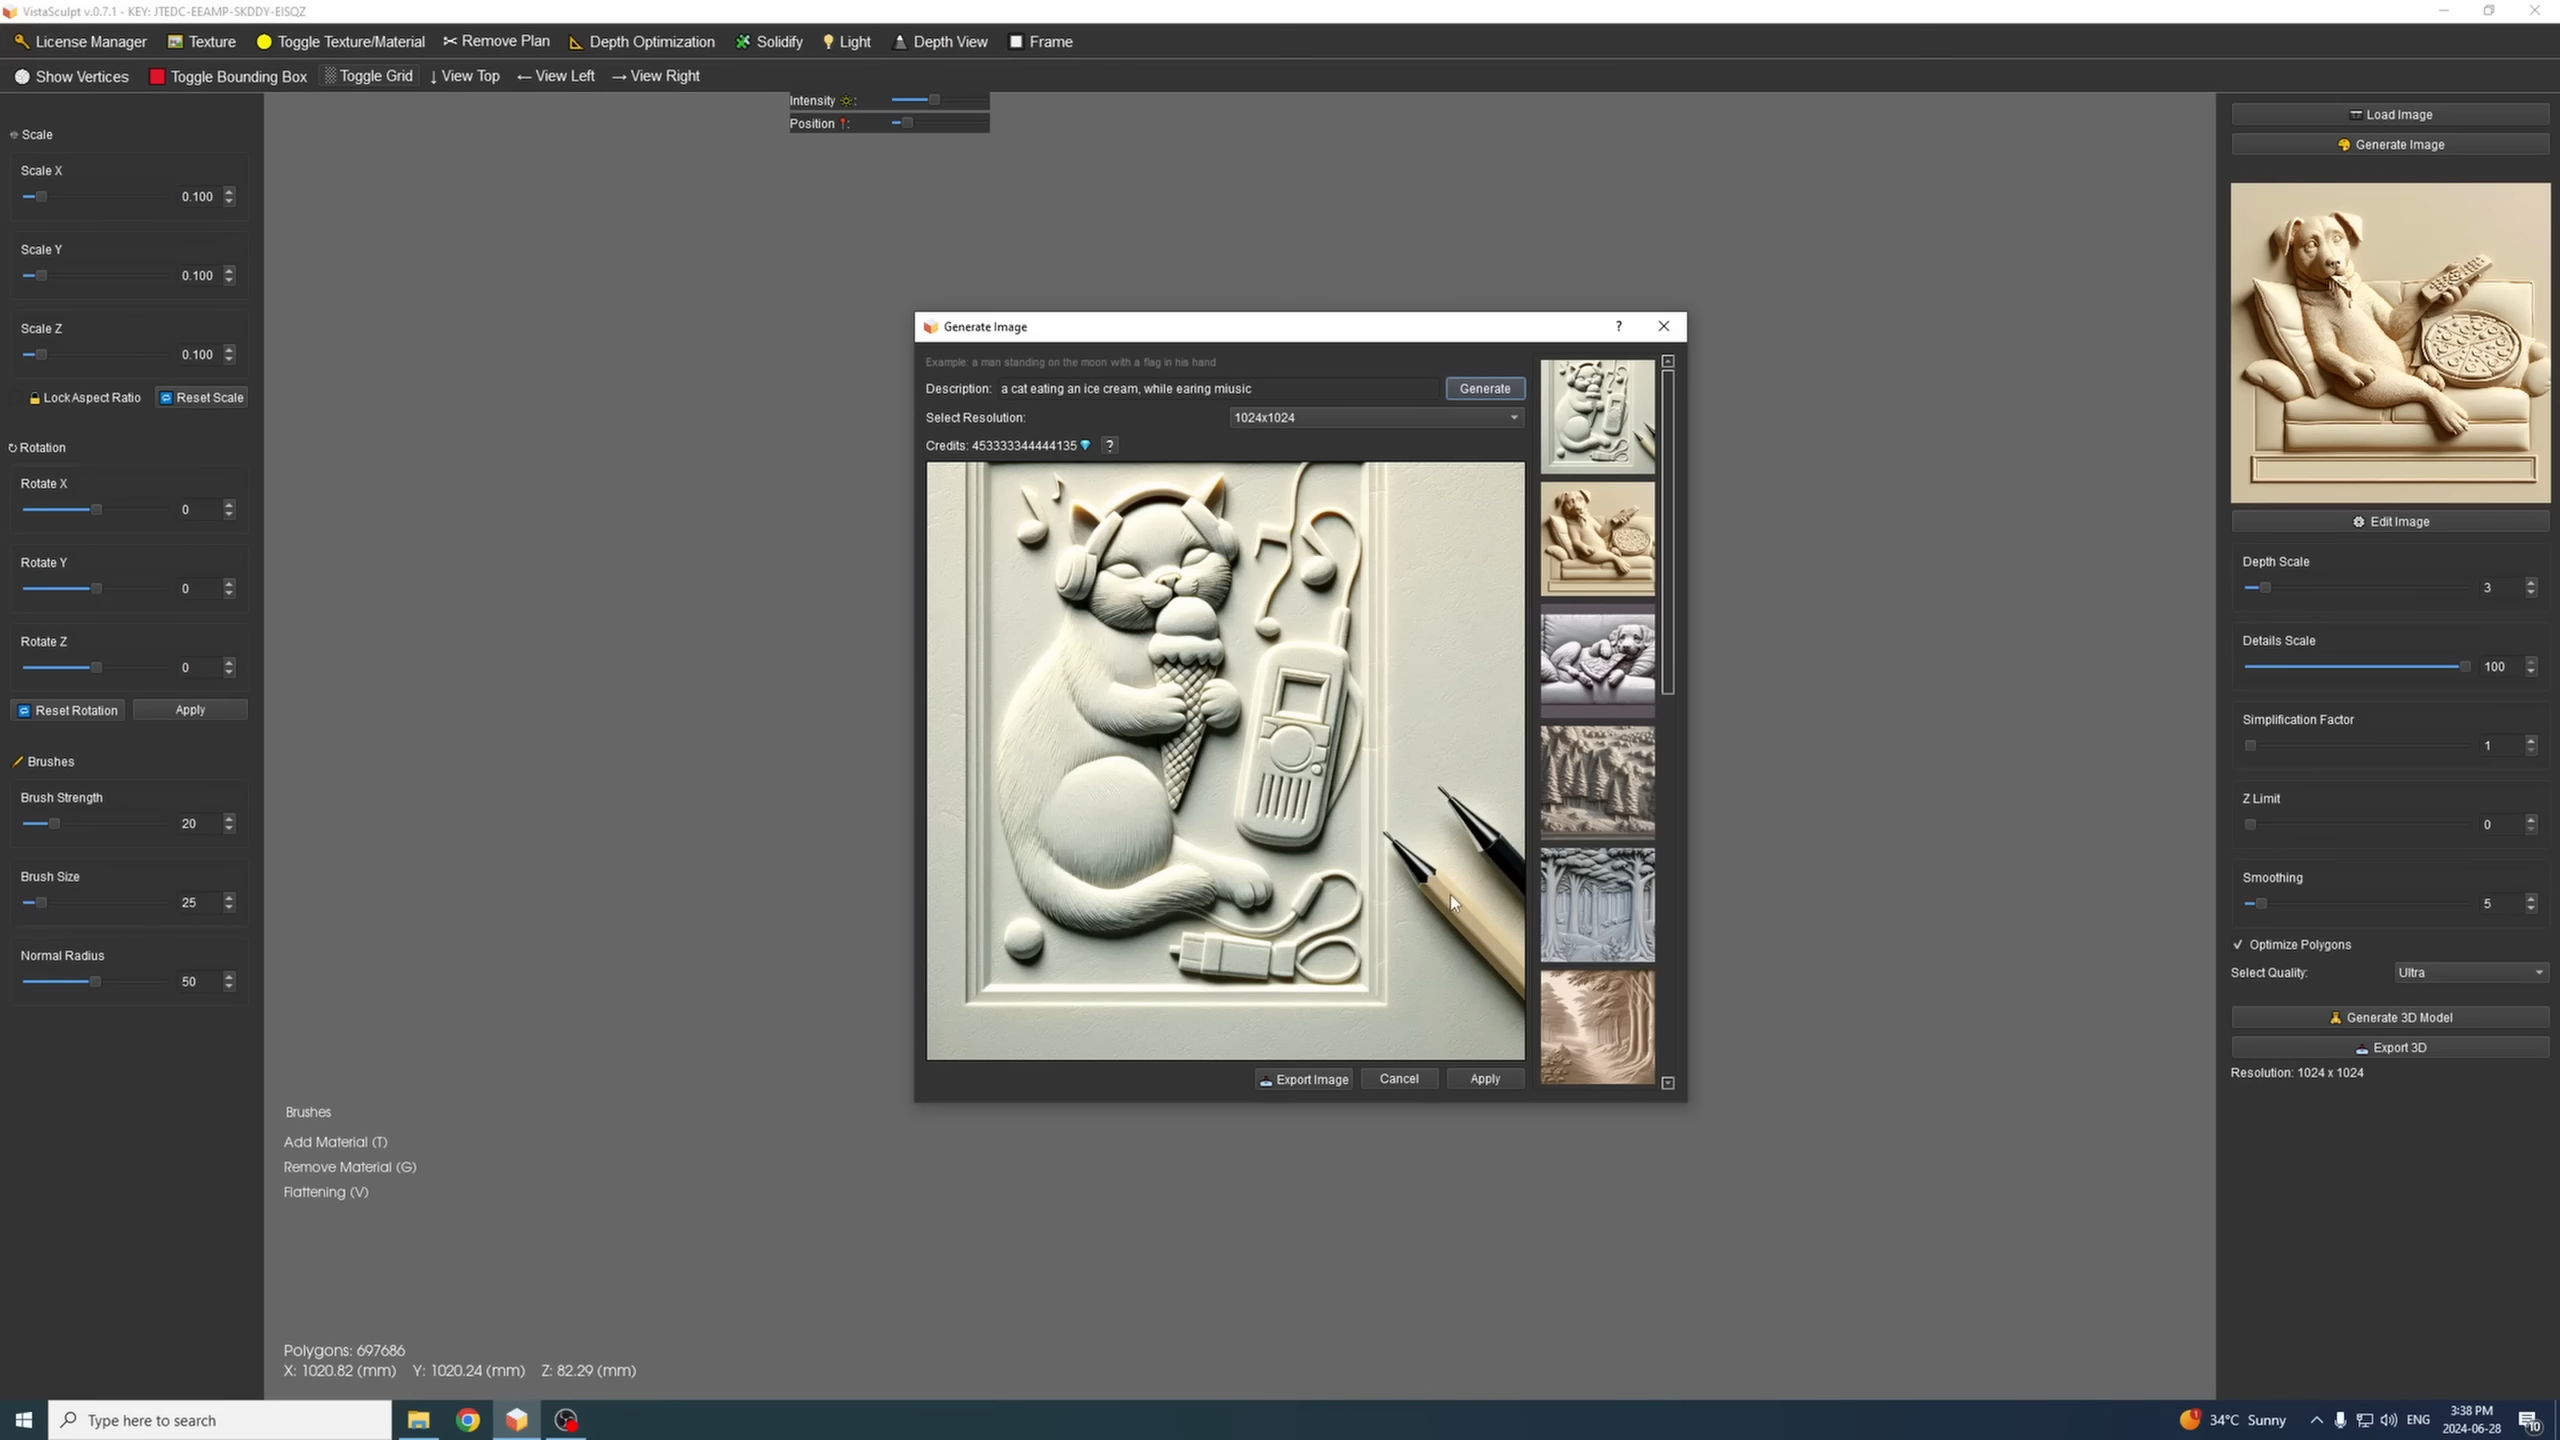 VistaSculpt v.0.7.1 - KEY: JTEDC-EEAMP-SKDDY-EISQZ
License Manager Texture Toggle Texture/Material Remove Plan Depth Optimization Solidify Light Depth View Frame
Show Vertices Toggle Bounding Box Toggle Grid ↓ View Top ← View Left → View Right
Intensity :
Position :
Scale
Scale X
0.100
Scale Y
0.100
Scale Z
0.100
Lock Aspect Ratio Reset Scale
Rotation
Rotate X
0
Rotate Y
0
Rotate Z
0
Reset Rotation Apply
Brushes
Brush Strength
20
Brush Size
25
Normal Radius
50
Generate Image ?
Example: a man standing on the moon with a flag in his hand
Description: a cat eating an ice cream, while earing miusic Generate
Select Resolution: 1024x1024
Credits: 453333344444135 ?
Export Image Cancel Apply
Load Image
Generate Image
Edit Image
Depth Scale
3
Details Scale
100
Simplification Factor
1
Z Limit
0
Smoothing
5
Optimize Polygons
Select Quality: Ultra
Generate 3D Model
Export 3D
Resolution: 1024 x 1024
Brushes
Add Material (T)
Remove Material (G)
Flattening (V)
Polygons: 697686
X: 1020.82 (mm) Y: 1020.24 (mm) Z: 82.29 (mm)
Type here to search
1 34°C Sunny ENG 3:38 PM
2024-06-28 10